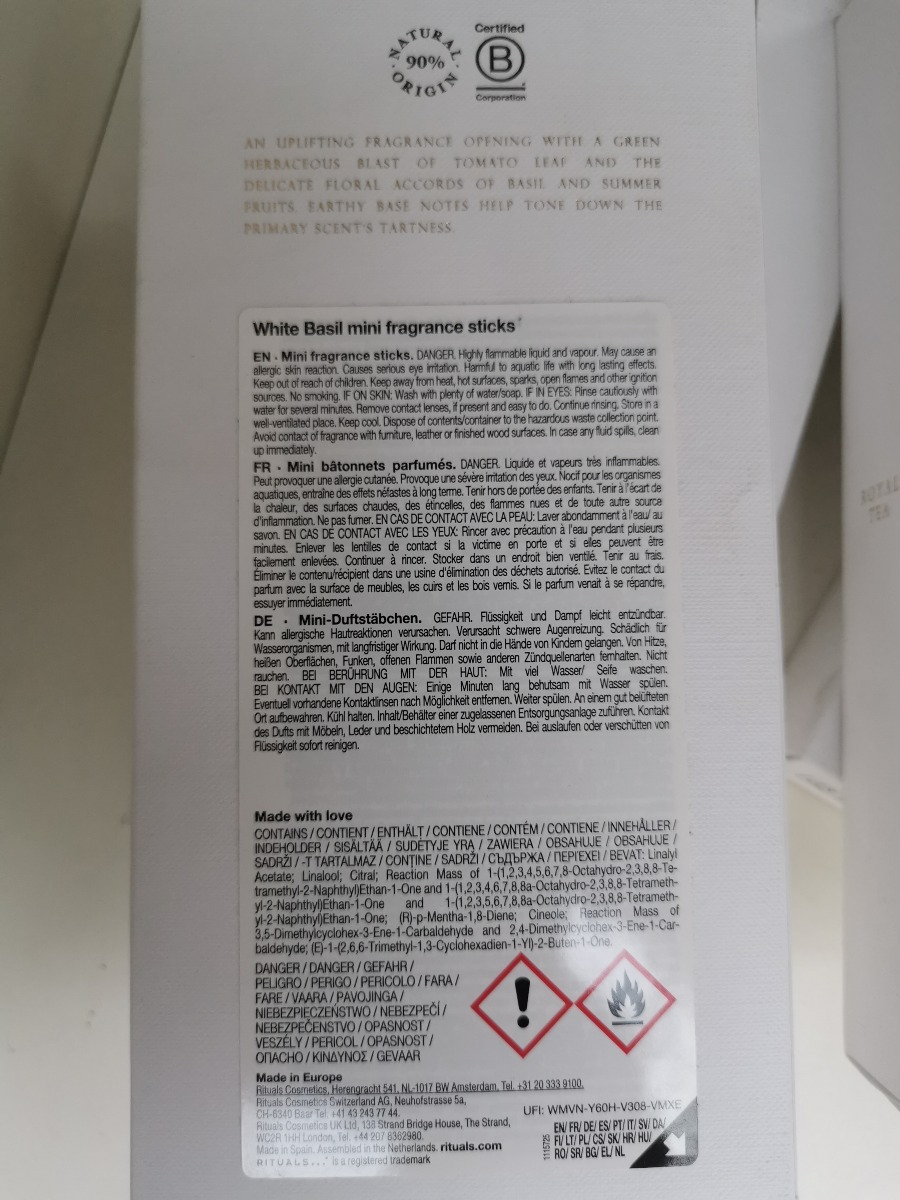 NATURAL
90%
ORIGIN
Certified
B
Corporation
AN UPLIFTING FRAGRANCE OPENING WITH A GREEN
HERBACEOUS BLAST OF TOMATO LEAF AND THE
DELICATE FLORAL ACCORDS OF BASIL AND SUMMER
FRUITS. EARTHY BASE NOTES HELP TONE DOWN THE
PRIMARY SCENT'S TARTNESS.
White Basil mini fragrance sticks
EN · Mini fragrance sticks. DANGER. Highly flammable liquid and vapour. May cause an
allergic skin reaction. Causes serious eye irritation. Harmful to aquatic life with long lasting effects.
Keep out of reach of children. Keep away from heat, hot surfaces, sparks, open flames and other ignition
sources. No smoking. IF ON SKIN: Wash with plenty of water/soap. IF IN EYES: Rinse cautiously with
water for several minutes. Remove contact lenses, if present and easy to do. Continue rinsing. Store in a
well-ventilated place. Keep cool. Dispose of contents/container to the hazardous waste collection point.
Avoid contact of fragrance with furniture, leather or finished wood surfaces. In case any fluid spills, clean
up immediately.
FR · Mini bâtonnets parfumés. DANGER. Liquide et vapeurs très inflammables.
Peut provoquer une allergie cutanée. Provoque une sévère irritation des yeux. Nocif pour les organismes
aquatiques, entraîne des effets néfastes à long terme. Tenir hors de portée des enfants. Tenir à l'écart de
la chaleur, des surfaces chaudes, des étincelles, des flammes nues et de toute autre source
d'inflammation. Ne pas fumer. EN CAS DE CONTACT AVEC LA PEAU: Laver abondamment à l'eau/ au
savon. EN CAS DE CONTACT AVEC LES YEUX: Rincer avec précaution à l'eau pendant plusieurs
minutes. Enlever les lentilles de contact si la victime en porte et si elles peuvent être
facilement enlevées. Continuer à rincer. Stocker dans un endroit bien ventilé. Tenir au frais.
Éliminer le contenu/récipient dans une usine d'élimination des déchets autorisé. Evitez le contact du
parfum avec la surface de meubles, les cuirs et les bois vernis. Si le parfum venait à se répandre,
essuyer immédiatement.
DE · Mini-Duftstäbchen. GEFAHR. Flüssigkeit und Dampf leicht entzündbar.
Kann allergische Hautreaktionen verursachen. Verursacht schwere Augenreizung. Schädlich für
Wasserorganismen, mit langfristiger Wirkung. Darf nicht in die Hände von Kindern gelangen. Von Hitze,
heißen Oberflächen, Funken, offenen Flammen sowie anderen Zündquellenarten fernhalten. Nicht
rauchen. BEI BERÜHRUNG MIT DER HAUT: Mit viel Wasser/ Seife waschen.
BEI KONTAKT MIT DEN AUGEN: Einige Minuten lang behutsam mit Wasser spülen.
Eventuell vorhandene Kontaktlinsen nach Möglichkeit entfernen. Weiter spülen. An einem gut belüfteten
Ort aufbewahren. Kühl halten. Inhalt/Behälter einer zugelassenen Entsorgungsanlage zuführen. Kontakt
des Dufts mit Möbeln, Leder und beschichtetem Holz vermeiden. Bei auslaufen oder verschütten von
Flüssigkeit sofort reinigen.
Made with love
CONTAINS / CONTIENT / ENTHÄLT / CONTIENE / CONTÉM / CONTIENE / INNEHÅLLER /
INDEHOLDER / SISÄLTÄÄ / SUDĖTYJE YRA / ZAWIERA / OBSAHUJE / OBSAHUJE /
SADRŽI / -T TARTALMAZ / CONȚINE / SADRŽI / СЪДЪРЖА / ΠΕΡΙΕΧΕΙ / BEVAT: Linalyl
Acetate; Linalool; Citral; Reaction Mass of 1-(1,2,3,4,5,6,7,8-Octahydro-2,3,8,8-Te-
tramethyl-2-Naphthyl)Ethan-1-One and 1-(1,2,3,4,6,7,8,8a-Octahydro-2,3,8,8-Tetrameth-
yl-2-Naphthyl)Ethan-1-One and 1-(1,2,3,5,6,7,8,8a-Octahydro-2,3,8,8-Tetrameth-
yl-2-Naphthyl)Ethan-1-One; (R)-p-Mentha-1,8-Diene; Cineole; Reaction Mass of
3,5-Dimethylcyclohex-3-Ene-1-Carbaldehyde and 2,4-Dimethylcyclohex-3-Ene-1-Car-
baldehyde; (E)-1-(2,6,6-Trimethyl-1,3-Cyclohexadien-1-Yl)-2-Buten-1-One.
DANGER / DANGER / GEFAHR /
PELIGRO / PERIGO / PERICOLO / FARA /
FARE / VAARA / PAVOJINGA /
NIEBEZPIECZEŃSTWO / NEBEZPEČÍ /
NEBEZPEČENSTVO / OPASNOST /
VESZÉLY / PERICOL / OPASNOST /
ОПАСНО / ΚΙΝΔΥΝΟΣ / GEVAAR
Made in Europe
Rituals Cosmetics, Herengracht 541, NL-1017 BW Amsterdam, Tel. +31 20 333 9100.
Rituals Cosmetics Switzerland AG, Neuhofstrasse 5a,
CH-6340 Baar Tel. +41 43 243 77 44.
Rituals Cosmetics UK Ltd, 138 Strand Bridge House, The Strand,
WC2R 1HH London, Tel. +44 207 8362980.
Made in Spain. Assembled in the Netherlands. rituals.com
RITUALS...® is a registered trademark
UFI: WMVN-Y60H-V308-VMXE
1115725
EN/ FR/ DE/ ES/ PT/ IT/ SV/ DA/
FI/ LT/ PL/ CS/ SK/ HR/ HU/
RO/ SR/ BG/ EL/ NL
ROYAL
TEA